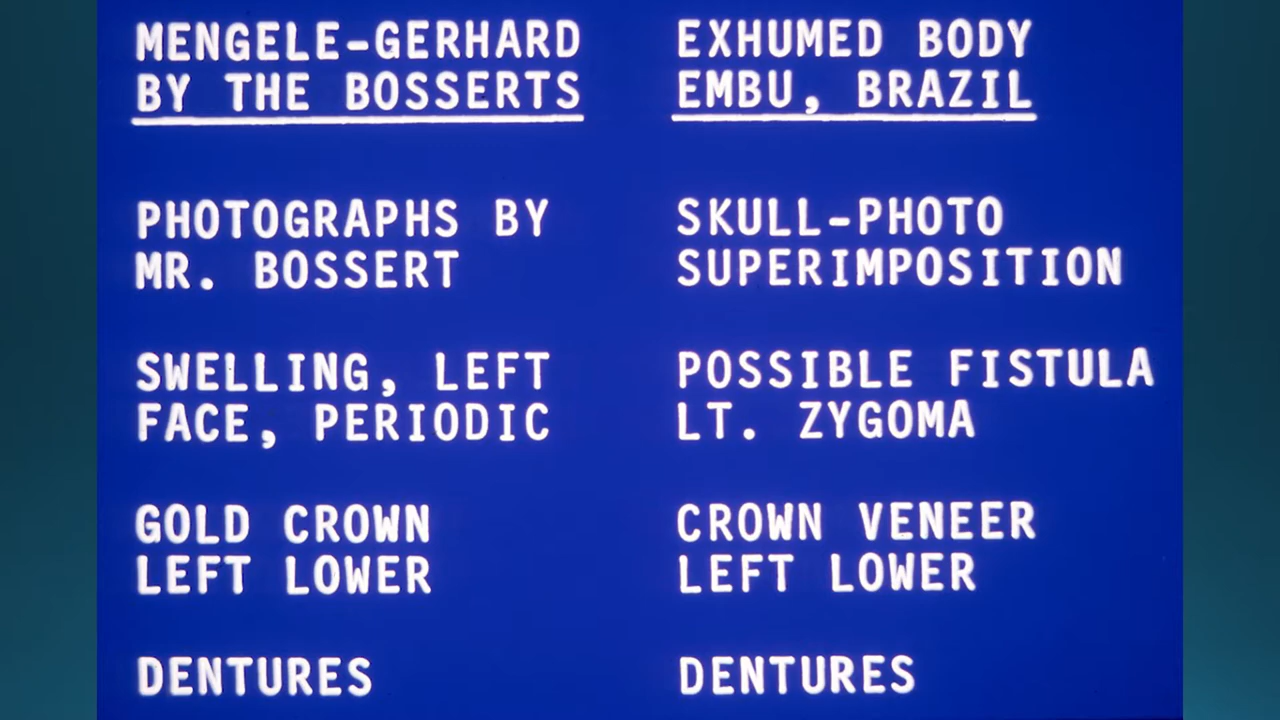 MENGELE-GERHARD
BY THE BOSSERTS
PHOTOGRAPHS BY
MR. BOSSERT
SWELLING, LEFT
FACE, PERIODIC
GOLD CROWN
LEFT LOWER
DENTURES
EXHUMED BODY
EMBU, BRAZIL
SKULL-PHOTO
SUPERIMPOSITION
POSSIBLE FISTULA
LT. ZYGOMA
CROWN VENEER
LEFT LOWER
DENTURES